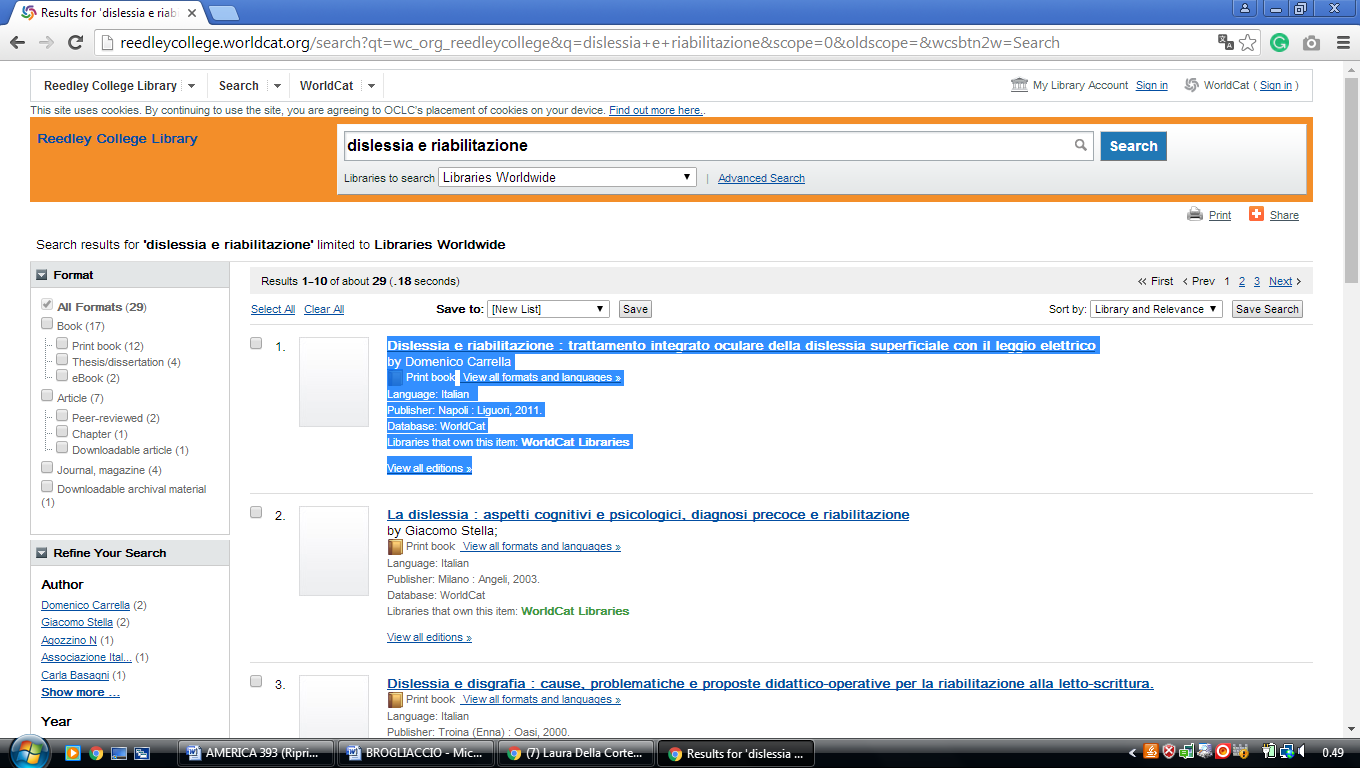 Results for 'dislessia e riab
reedleycollege.worldcat.org/search?qt=wc_org_reedleycollege&q=dislessia+e+riabilitazione&scope=0&oldscope=&wcsbtn2w=Search
Reedley College Library Search WorldCat My Library Account Sign in WorldCat ( Sign in )
This site uses cookies. By continuing to use the site, you are agreeing to OCLC's placement of cookies on your device. Find out more here..
Reedley College Library
dislessia e riabilitazione Search
Libraries to search Libraries Worldwide | Advanced Search
Print Share
Search results for 'dislessia e riabilitazione' limited to Libraries Worldwide
Format
All Formats (29)
Book (17)
Print book (12)
Thesis/dissertation (4)
eBook (2)
Article (7)
Peer-reviewed (2)
Chapter (1)
Downloadable article (1)
Journal, magazine (4)
Downloadable archival material
(1)
Refine Your Search
Author
Domenico Carrella (2)
Giacomo Stella (2)
Agozzino N (1)
Associazione Ital... (1)
Carla Basagni (1)
Show more ...
Year
Results 1-10 of about 29 (.18 seconds) « First < Prev 1 2 3 Next >
Select All Clear All Save to: [New List] Save Sort by: Library and Relevance Save Search
1. Dislessia e riabilitazione : trattamento integrato oculare della dislessia superficiale con il leggio elettrico
by Domenico Carrella
Print book View all formats and languages »
Language: Italian
Publisher: Napoli : Liguori, 2011.
Database: WorldCat
Libraries that own this item: WorldCat Libraries
View all editions »
2. La dislessia : aspetti cognitivi e psicologici, diagnosi precoce e riabilitazione
by Giacomo Stella;
Print book View all formats and languages »
Language: Italian
Publisher: Milano : Angeli, 2003.
Database: WorldCat
Libraries that own this item: WorldCat Libraries
View all editions »
3. Dislessia e disgrafia : cause, problematiche e proposte didattico-operative per la riabilitazione alla letto-scrittura.
Print book View all formats and languages »
Language: Italian
Publisher: Troina (Enna) : Oasi, 2000.
AMERICA 393 (Ripri... BROGLIACCIO - Mic... (7) Laura Della Corte... Results for 'dislessia ... 0.49